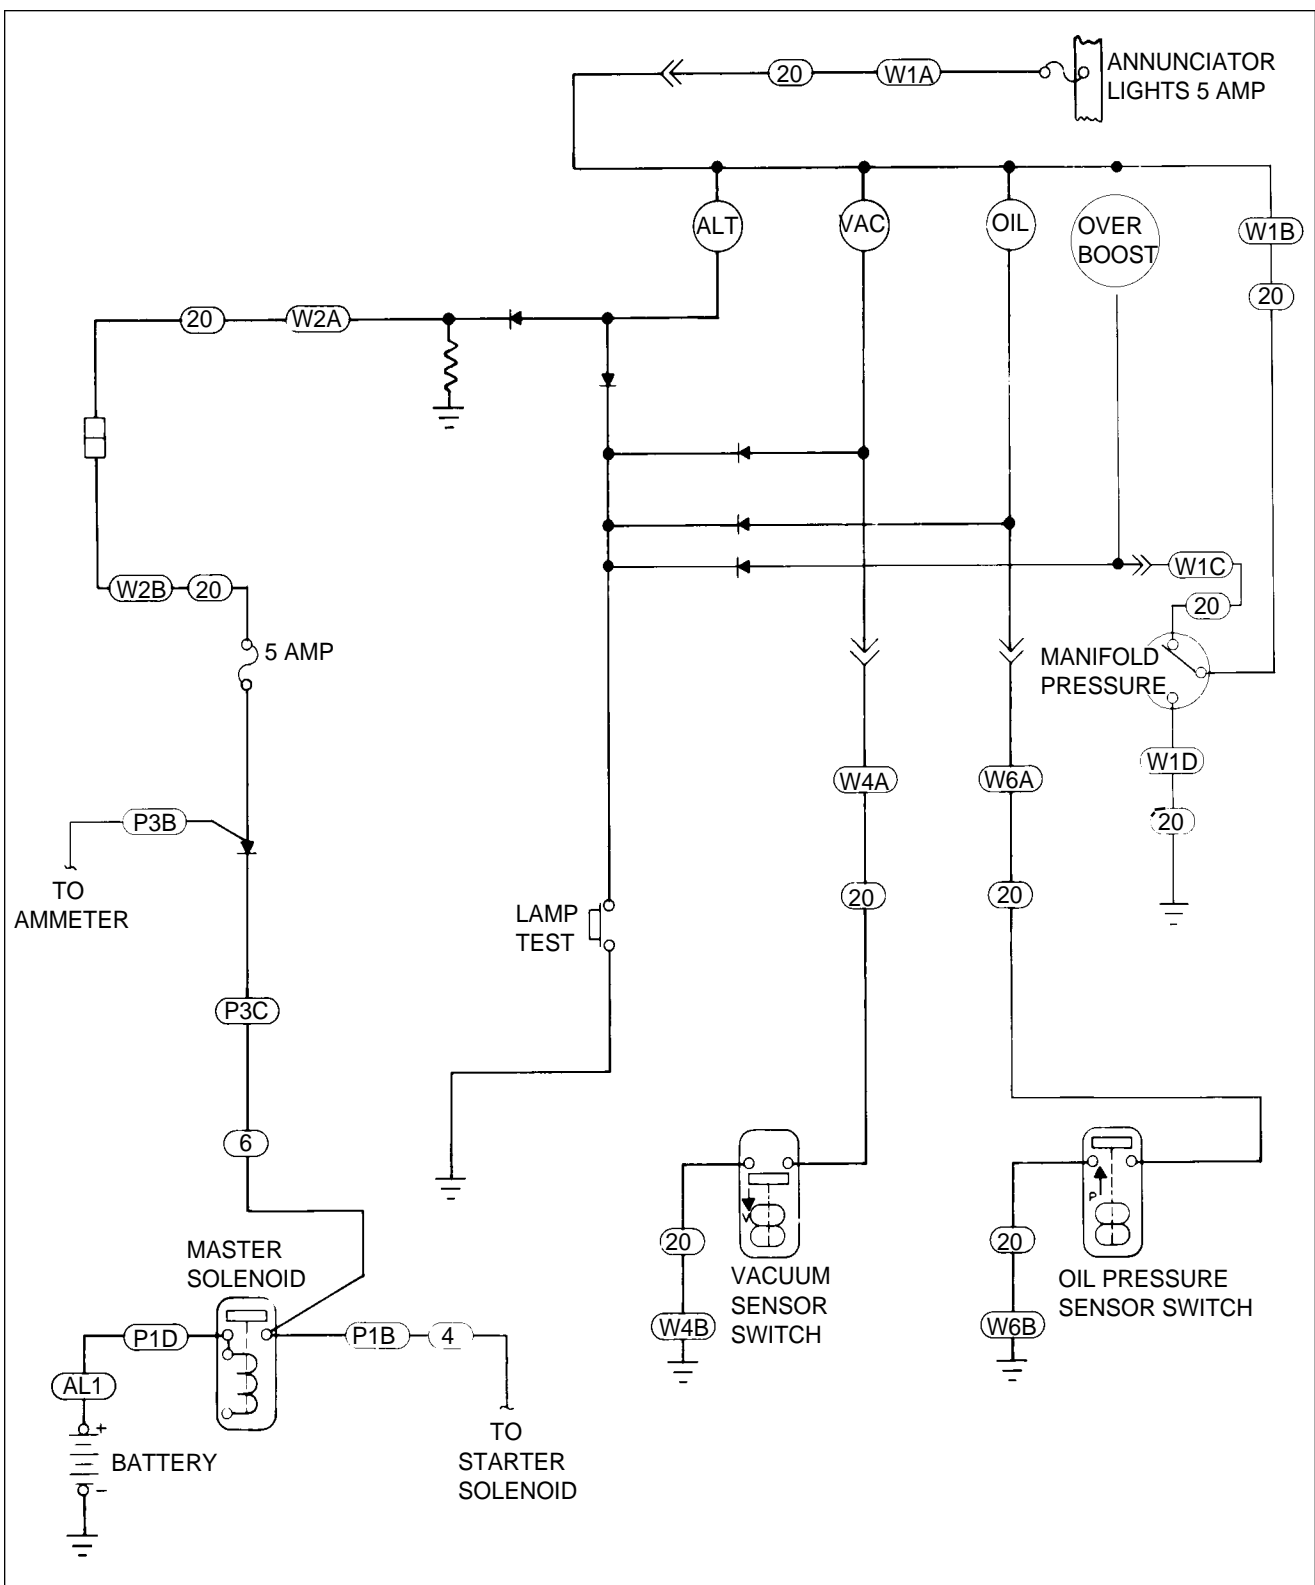 20 W1A
ANNUNCIATOR
LIGHTS 5 AMP
ALT
VAC
OIL
OVER
BOOST
W1B
20
20 W2A
W2B 20
5 AMP
W1C
20
MANIFOLD
PRESSURE
W1D
20
W4A
W6A
P3B
TO
AMMETER
20
20
LAMP
TEST
P3C
6
P
V
20
20
MASTER
SOLENOID
VACUUM
SENSOR
SWITCH
OIL PRESSURE
SENSOR SWITCH
P1D
P1B 4
W4B
W6B
AL1
+
BATTERY
−
TO
STARTER
SOLENOID